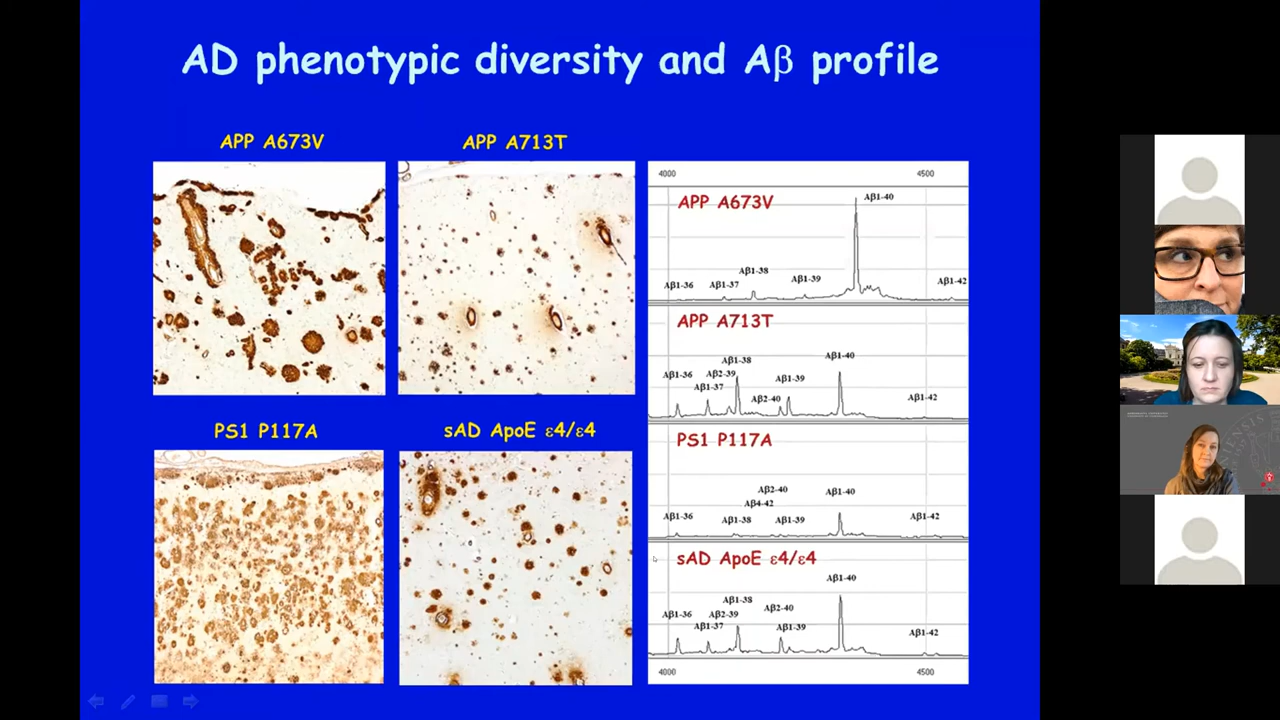 AD phenotypic diversity and Aβ profile
APP A673V
APP A713T
PS1 P117A
sAD ApoE ε4/ε4
4000 4500
APP A673V
Aβ1-40
Aβ1-38
Aβ1-36 Aβ1-37 Aβ1-39 Aβ1-42
APP A713T
Aβ1-38 Aβ1-40
Aβ1-36 Aβ2-39 Aβ1-39
Aβ1-37
Aβ2-40 Aβ1-42
PS1 P117A
Aβ2-40 Aβ1-40
Aβ4-42
Aβ1-36 Aβ1-38 Aβ1-39 Aβ1-42
sAD ApoE ε4/ε4
Aβ1-40
Aβ1-38
Aβ1-36 Aβ2-39 Aβ2-40
Aβ1-37 Aβ1-39 Aβ1-42
4000 4500